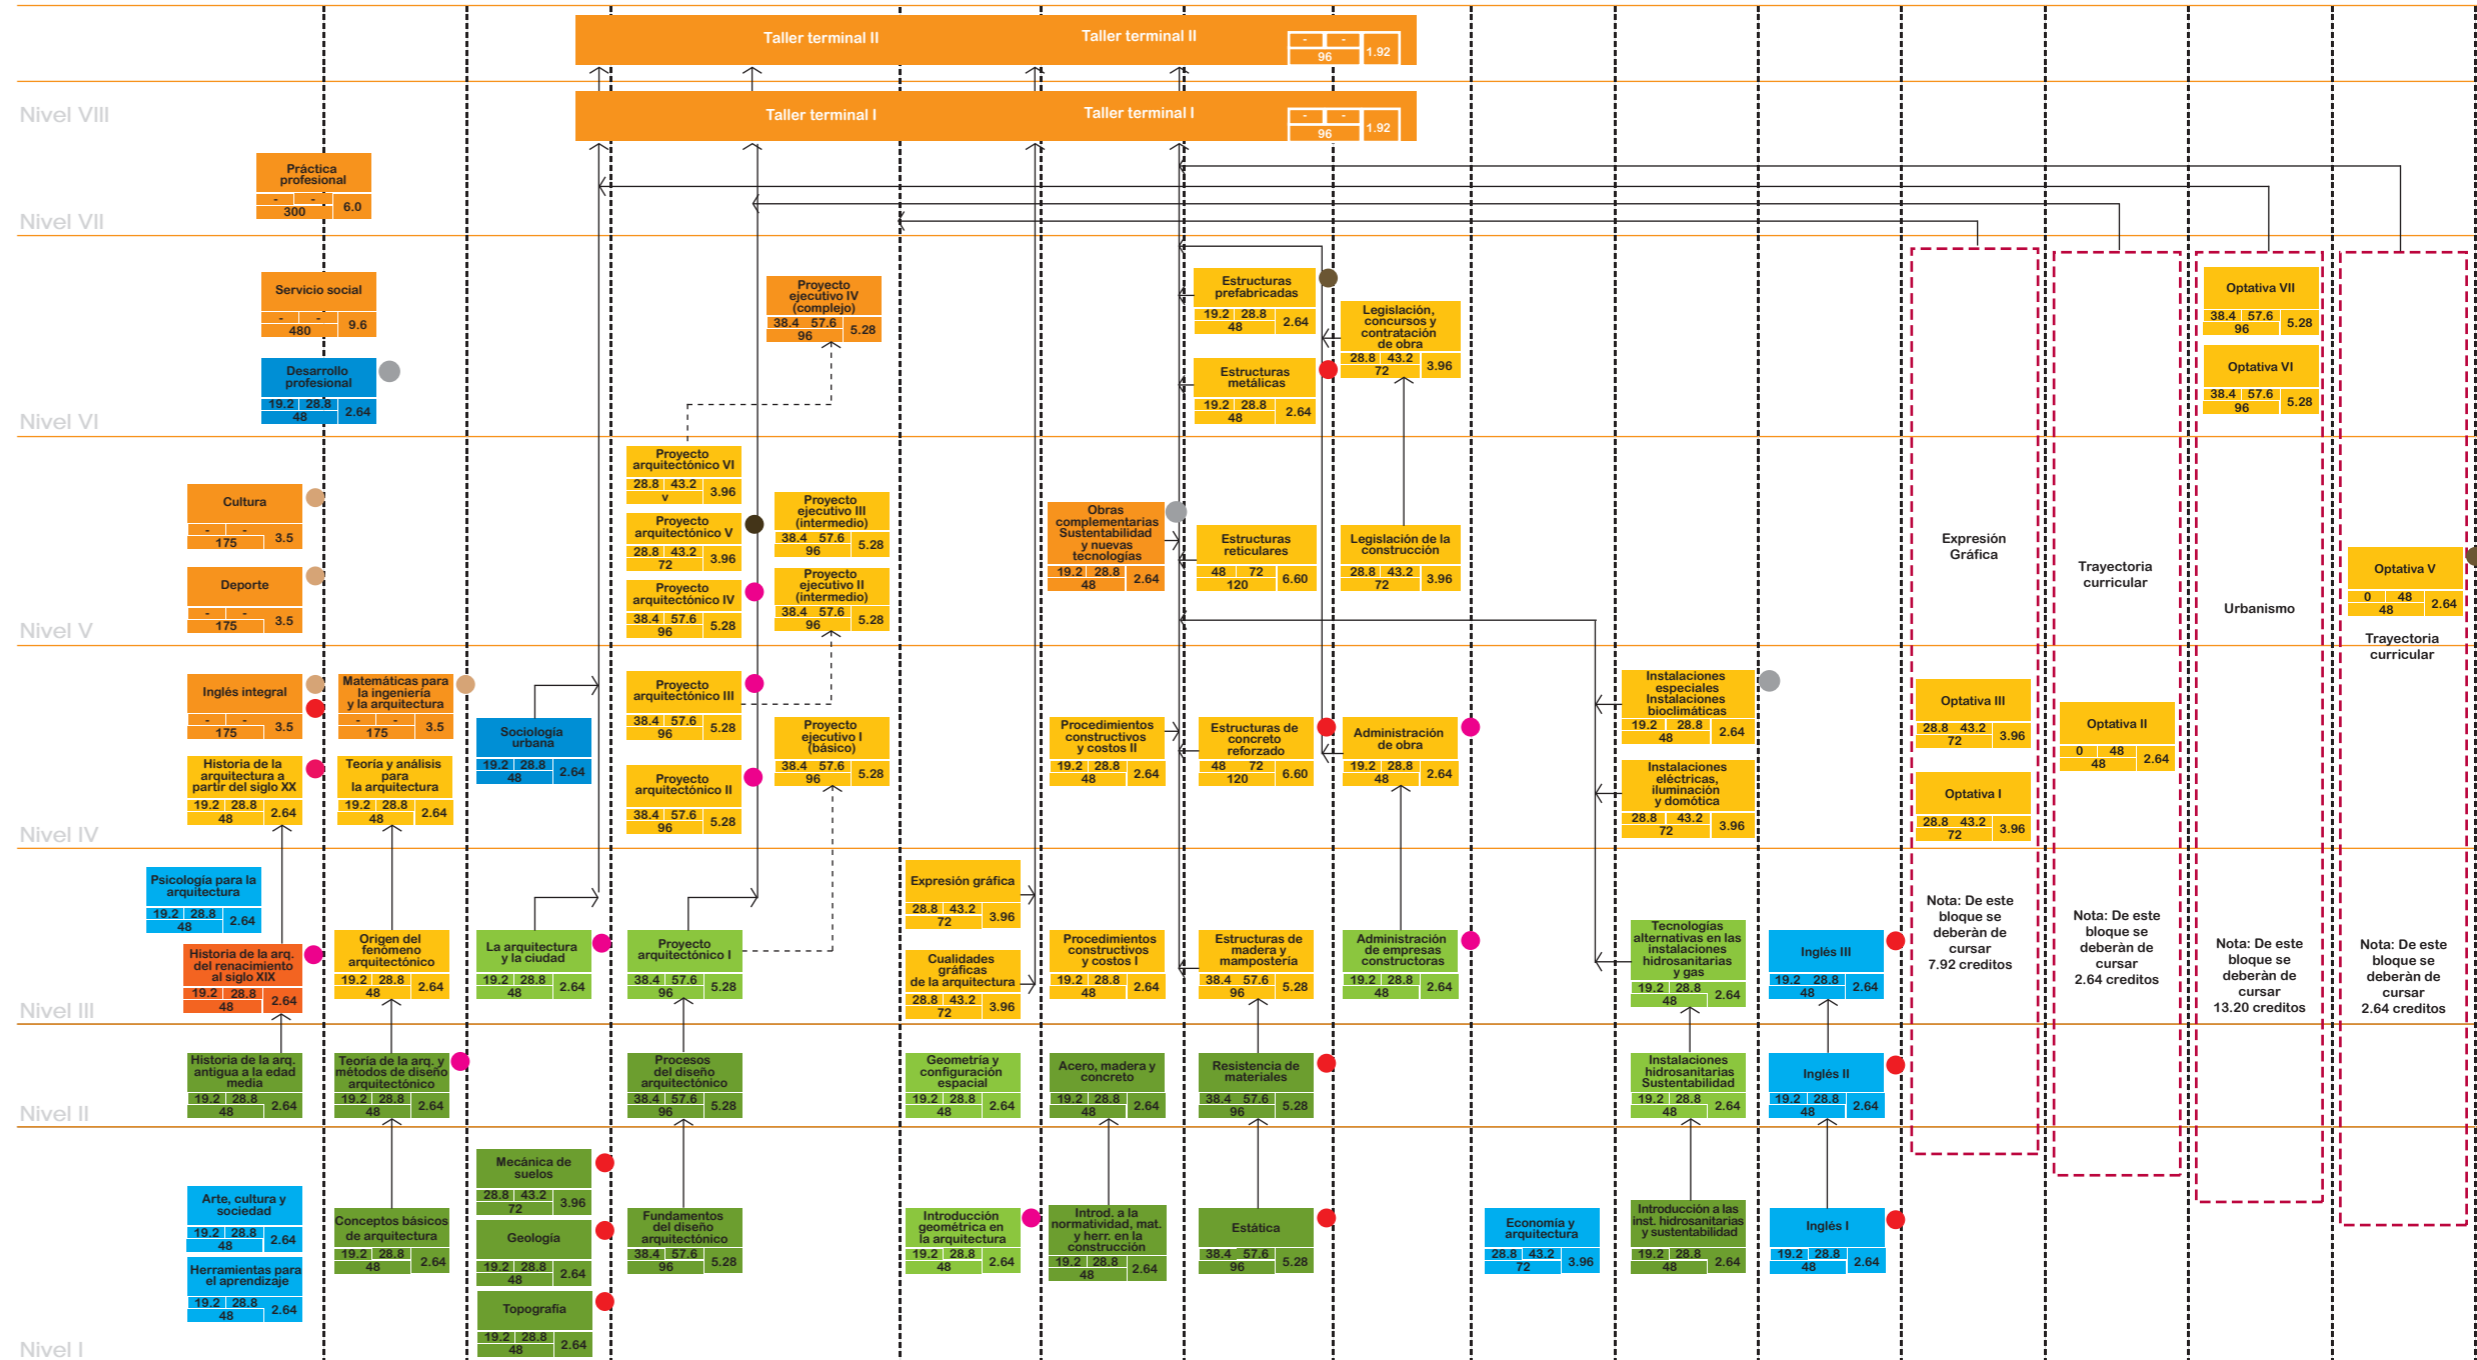 Taller terminal II
Taller terminal II
- -
96
1.92
Nivel VIII
Taller terminal I
Taller terminal I
- -
96
1.92
Práctica
profesional
- -
300
6.0
Nivel VII
Servicio social
- -
480
9.6
Desarrollo
profesional
19.2 28.8
48
2.64
Proyecto
ejecutivo IV
(complejo)
38.4 57.6
96
5.28
Estructuras
prefabricadas
19.2 28.8
48
2.64
Estructuras
metálicas
19.2 28.8
48
2.64
Legislación,
concursos y
contratación
de obra
28.8 43.2
72
3.96
Optativa VII
38.4 57.6
96
5.28
Optativa VI
38.4 57.6
96
5.28
Nivel VI
Cultura
- -
175
3.5
Deporte
- -
175
3.5
Proyecto
arquitectónico VI
28.8 43.2
v
3.96
Proyecto
arquitectónico V
28.8 43.2
72
3.96
Proyecto
arquitectónico IV
38.4 57.6
96
5.28
Proyecto
ejecutivo III
(intermedio)
38.4 57.6
96
5.28
Proyecto
ejecutivo II
(intermedio)
38.4 57.6
96
5.28
Obras
complementarias
Sustentabilidad
y nuevas
tecnologías
19.2 28.8
48
2.64
Estructuras
reticulares
48 72
120
6.60
Legislación de la
construcción
28.8 43.2
72
3.96
Expresión
Gráfica
Trayectoria
curricular
Urbanismo
Optativa V
0 48
48
2.64
Trayectoria
curricular
Nivel V
Inglés integral
- -
175
3.5
Matemáticas para
la ingeniería
y la arquitectura
- -
175
3.5
Historia de la
arquitectura a
partir del siglo XX
19.2 28.8
48
2.64
Teoría y análisis
para
la arquitectura
19.2 28.8
48
2.64
Sociología
urbana
19.2 28.8
48
2.64
Proyecto
arquitectónico III
38.4 57.6
96
5.28
Proyecto
arquitectónico II
38.4 57.6
96
5.28
Proyecto
ejecutivo I
(básico)
38.4 57.6
96
5.28
Procedimientos
constructivos
y costos II
19.2 28.8
48
2.64
Estructuras de
concreto
reforzado
48 72
120
6.60
Administración
de obra
19.2 28.8
48
2.64
Instalaciones
especiales
Instalaciones
bioclimáticas
19.2 28.8
48
2.64
Instalaciones
eléctricas,
iluminación
y domótica
28.8 43.2
72
3.96
Optativa III
28.8 43.2
72
3.96
Optativa I
28.8 43.2
72
3.96
Optativa II
0 48
48
2.64
Nivel IV
Psicología para la
arquitectura
19.2 28.8
48
2.64
Historia de la arq.
del renacimiento
al siglo XIX
19.2 28.8
48
2.64
Origen del
fenómeno
arquitectónico
19.2 28.8
48
2.64
La arquitectura
y la ciudad
19.2 28.8
48
2.64
Proyecto
arquitectónico I
38.4 57.6
96
5.28
Expresión gráfica
28.8 43.2
72
3.96
Cualidades
gráficas
de la arquitectura
28.8 43.2
72
3.96
Procedimientos
constructivos
y costos I
19.2 28.8
48
2.64
Estructuras de
madera y
mampostería
38.4 57.6
96
5.28
Administración
de empresas
constructoras
19.2 28.8
48
2.64
Tecnologías
alternativas en las
instalaciones
hidrosanitarias
y gas
19.2 28.8
48
2.64
Inglés III
19.2 28.8
48
2.64
Nota: De este
bloque se
deberàn de
cursar
7.92 creditos
Nota: De este
bloque se
deberàn de
cursar
2.64 creditos
Nota: De este
bloque se
deberàn de
cursar
13.20 creditos
Nota: De este
bloque se
deberàn de
cursar
2.64 creditos
Nivel III
Historia de la arq.
antigua a la edad
media
19.2 28.8
48
2.64
Teoría de la arq. y
métodos de diseño
arquitectónico
19.2 28.8
48
2.64
Procesos
del diseño
arquitectónico
38.4 57.6
96
5.28
Geometría y
configuración
espacial
19.2 28.8
48
2.64
Acero, madera y
concreto
19.2 28.8
48
2.64
Resistencia de
materiales
38.4 57.6
96
5.28
Instalaciones
hidrosanitarias
Sustentabilidad
19.2 28.8
48
2.64
Inglés II
19.2 28.8
48
2.64
Nivel II
Arte, cultura y
sociedad
19.2 28.8
48
2.64
Herramientas para
el aprendizaje
19.2 28.8
48
2.64
Conceptos básicos
de arquitectura
19.2 28.8
48
2.64
Mecánica de
suelos
28.8 43.2
72
3.96
Geología
19.2 28.8
48
2.64
Topografía
19.2 28.8
48
2.64
Fundamentos
del diseño
arquitectónico
38.4 57.6
96
5.28
Introducción
geométrica en
la arquitectura
19.2 28.8
48
2.64
Introd. a la
normatividad, mat.
y herr. en la
construcción
19.2 28.8
48
2.64
Estática
38.4 57.6
96
5.28
Economía y
arquitectura
28.8 43.2
72
3.96
Introducción a las
inst. hidrosanitarias
y sustentabilidad
19.2 28.8
48
2.64
Inglés I
19.2 28.8
48
2.64
Nivel I